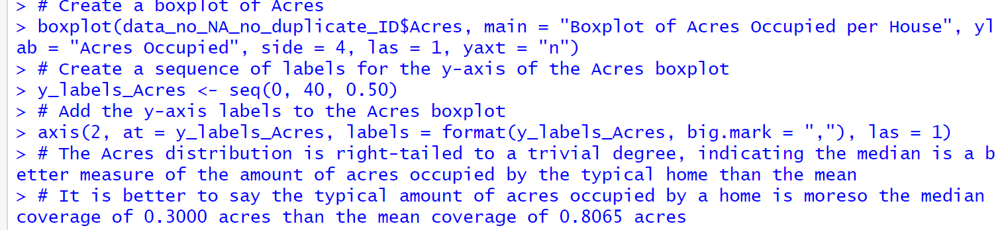 > # Create a boxplot of Acres
> boxplot(data_no_NA_no_duplicate_ID$Acres, main = "Boxplot of Acres Occupied per House", yl
ab = "Acres Occupied", side = 4, las = 1, yaxt = "n")
> # Create a sequence of labels for the y-axis of the Acres boxplot
> y_labels_Acres <- seq(0, 40, 0.50)
> # Add the y-axis labels to the Acres boxplot
> axis(2, at = y_labels_Acres, labels = format(y_labels_Acres, big.mark = ","), las = 1)
> # The Acres distribution is right-tailed to a trivial degree, indicating the median is a b
etter measure of the amount of acres occupied by the typical home than the mean
> # It is better to say the typical amount of acres occupied by a home is moreso the median
coverage of 0.3000 acres than the mean coverage of 0.8065 acres